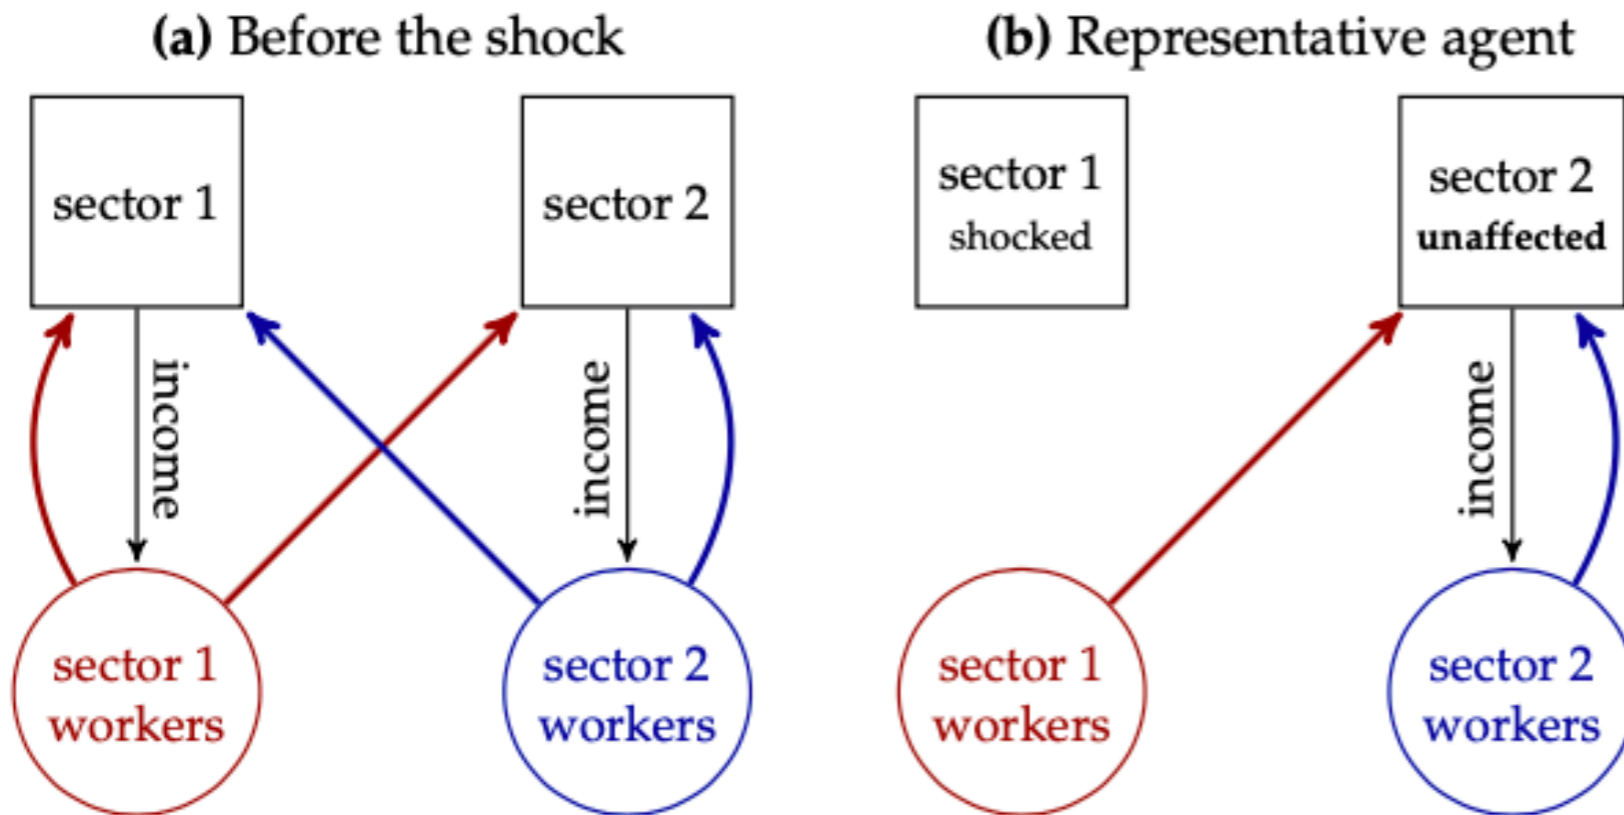 (a) Before the shock
sector 1
sector 2
income
income
sector 1
workers
sector 2
workers
(b) Representative agent
sector 1
shocked
sector 2
unaffected
income
sector 1
workers
sector 2
workers